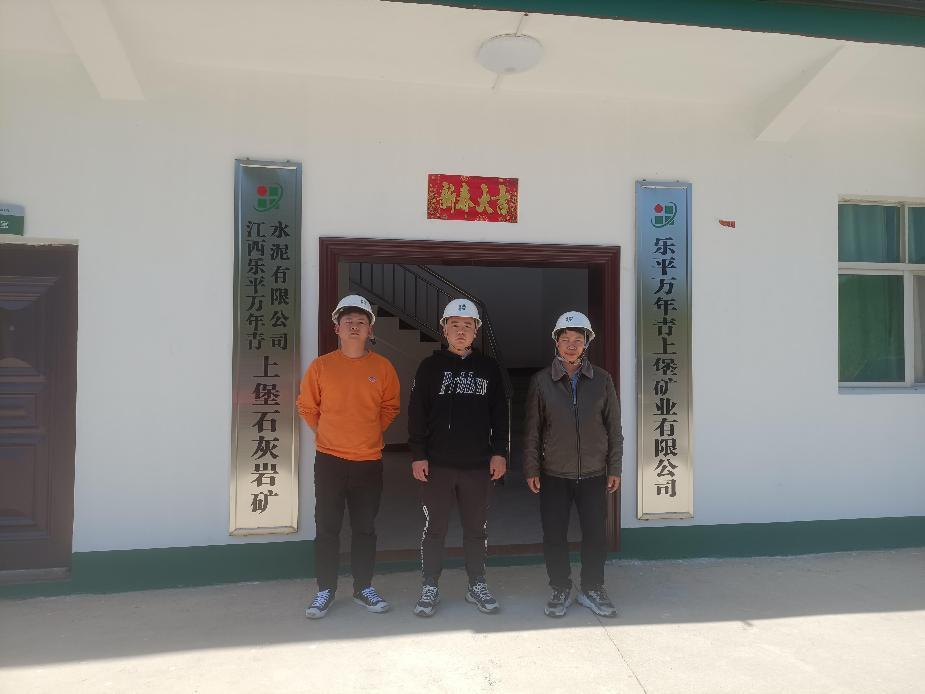 新春大吉
江西乐平万年青
水泥有限公司
上堡石灰岩矿
乐平万年青上堡矿业有限公司